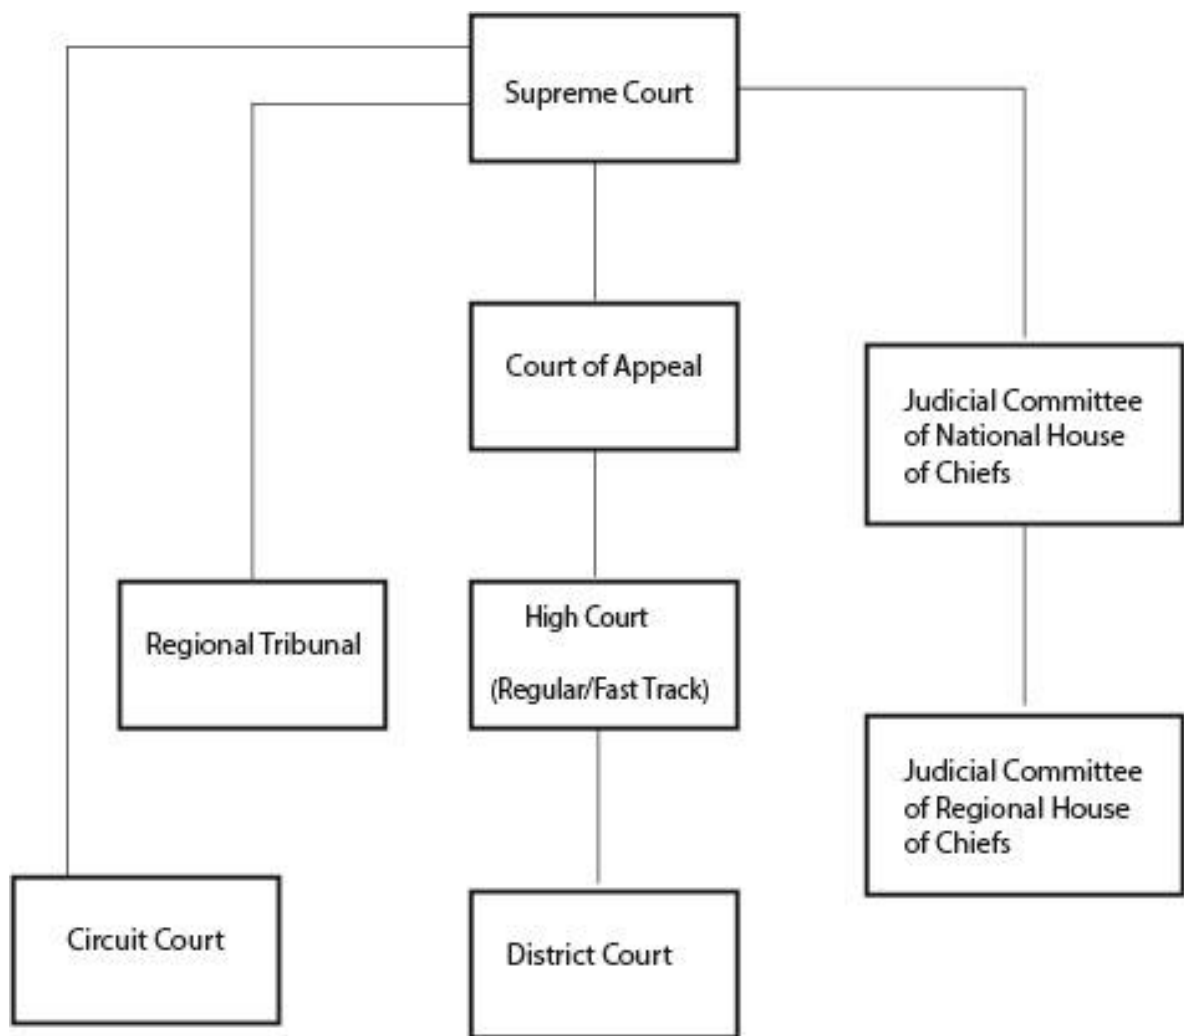 Supreme Court
Court of Appeal
Judicial Committee
of National House
of Chiefs
Regional Tribunal
High Court
(Regular/Fast Track)
Judicial Committee
of Regional House
of Chiefs
Circuit Court
District Court